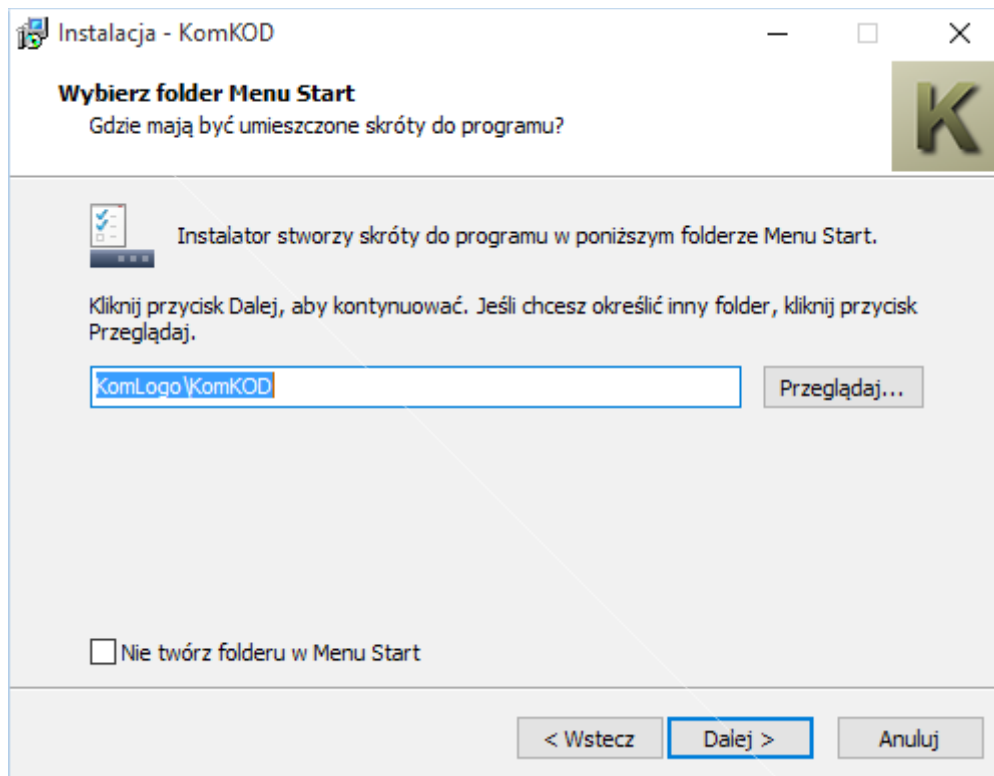 Instalacja - KomKOD
Wybierz folder Menu Start
Gdzie mają być umieszczone skróty do programu?
K
Instalator stworzy skróty do programu w poniższym folderze Menu Start.
Kliknij przycisk Dalej, aby kontynuować. Jeśli chcesz określić inny folder, kliknij przycisk
Przeglądaj.
KomLogo\KomKOD
Przeglądaj...
Nie twórz folderu w Menu Start
< Wstecz
Dalej >
Anuluj